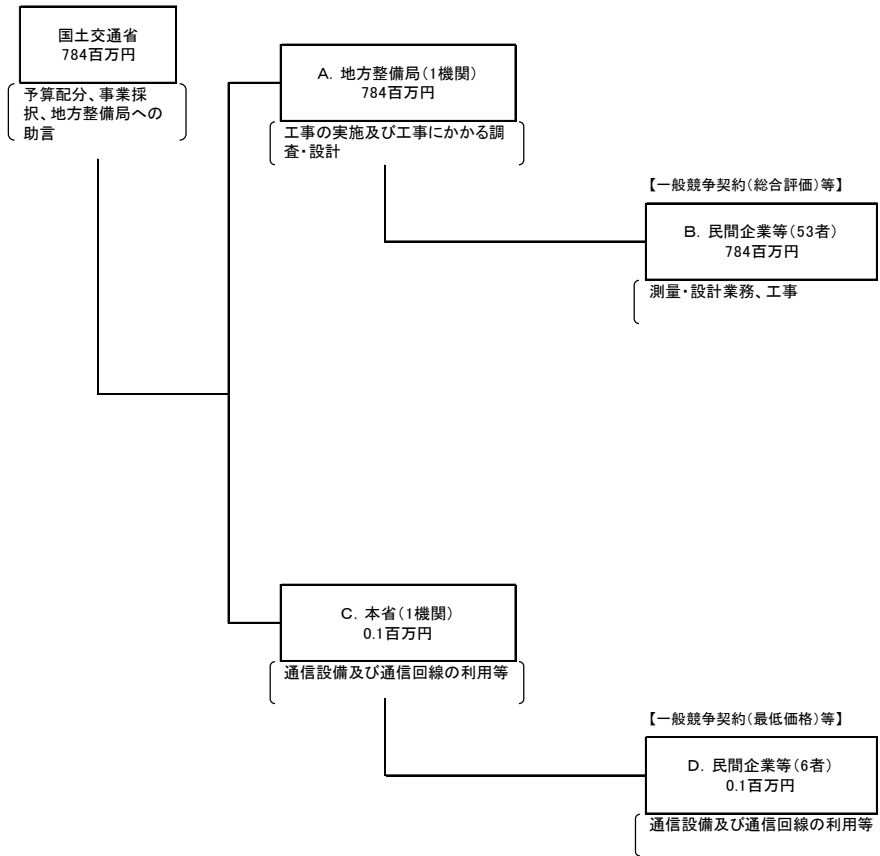 国土交通省
784百万円
予算配分、事業採
択、地方整備局への
助言
A．地方整備局（1機関）
784百万円
工事の実施及び工事にかかる調
査・設計
【一般競争契約（総合評価）等】
B．民間企業等（53者）
784百万円
測量・設計業務、工事
C．本省（1機関）
0.1百万円
通信設備及び通信回線の利用等
【一般競争契約（最低価格）等】
D．民間企業等（6者）
0.1百万円
通信設備及び通信回線の利用等